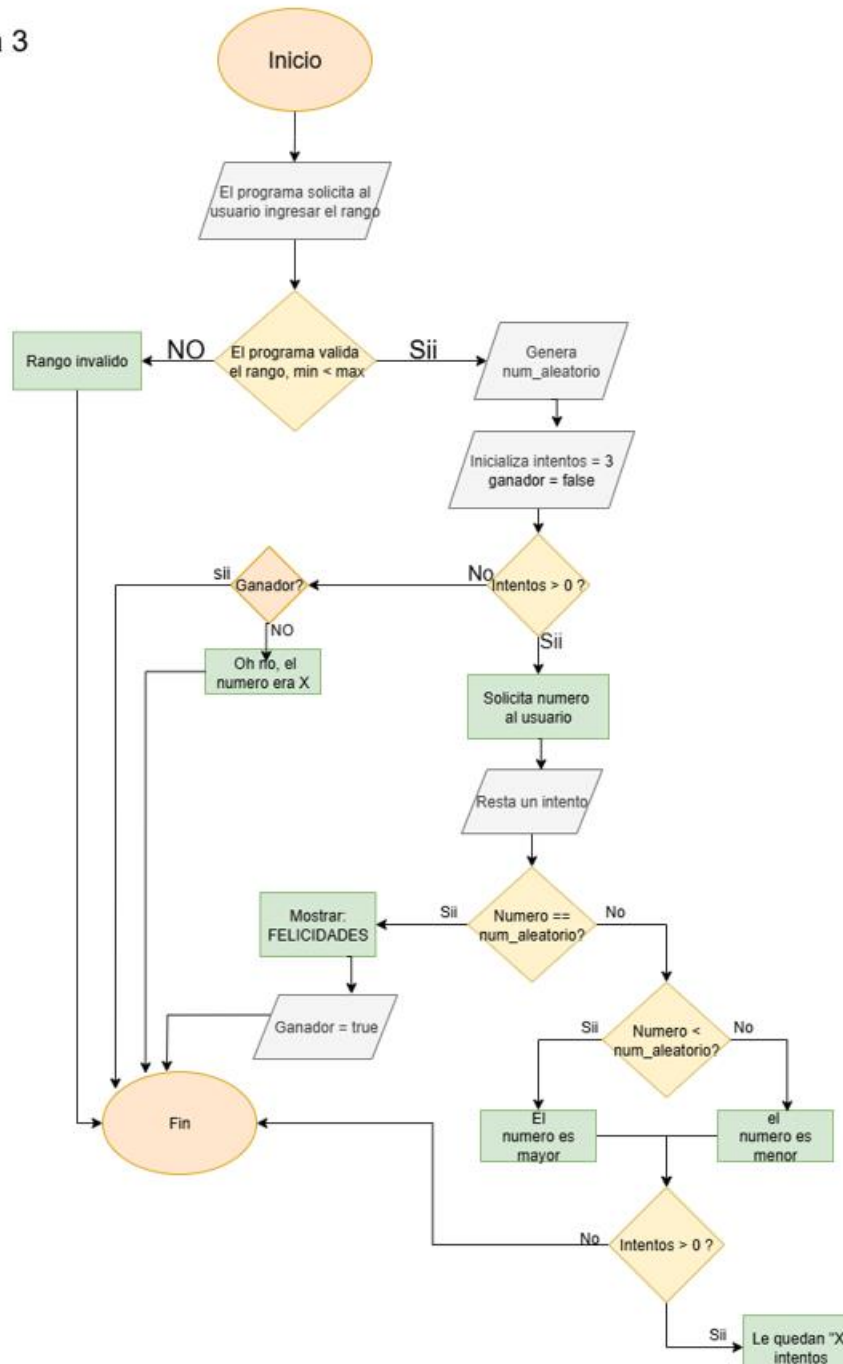 3
Inicio
El programa solicita al
usuario ingresar el rango
El programa valida
el rango, min < max
NO
Rango invalido
Sii
Genera
num_aleatorio
Inicializa intentos = 3
ganador = false
Intentos > 0 ?
No
Ganador?
sii
NO
Oh no, el
numero era X
Sii
Solicita numero
al usuario
Resta un intento
Numero ==
num_aleatorio?
Sii
Mostrar:
FELICIDADES
Ganador = true
No
Numero <
num_aleatorio?
Sii
El
numero es
mayor
No
el
numero es
menor
Intentos > 0 ?
No
Fin
Sii
Le quedan "X
intentos